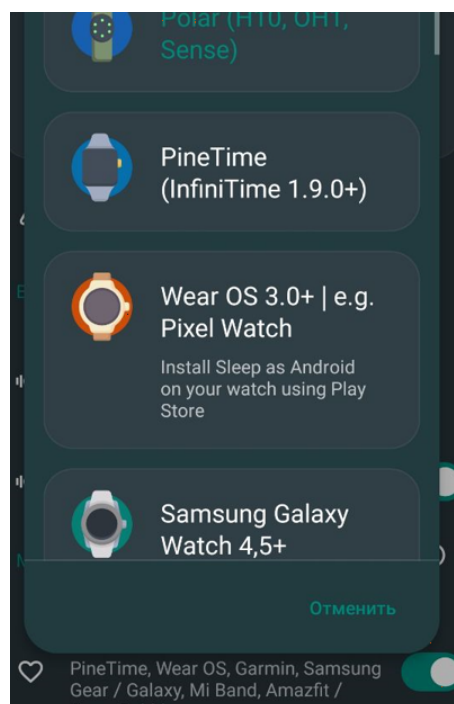 Polar (H10, OH1,
Sense)
PineTime
(InfiniTime 1.9.0+)
Wear OS 3.0+ | e.g.
Pixel Watch
Install Sleep as Android
on your watch using Play
Store
Samsung Galaxy
Watch 4,5+
Отменить
PineTime, Wear OS, Garmin, Samsung
Gear / Galaxy, Mi Band, Amazfit /